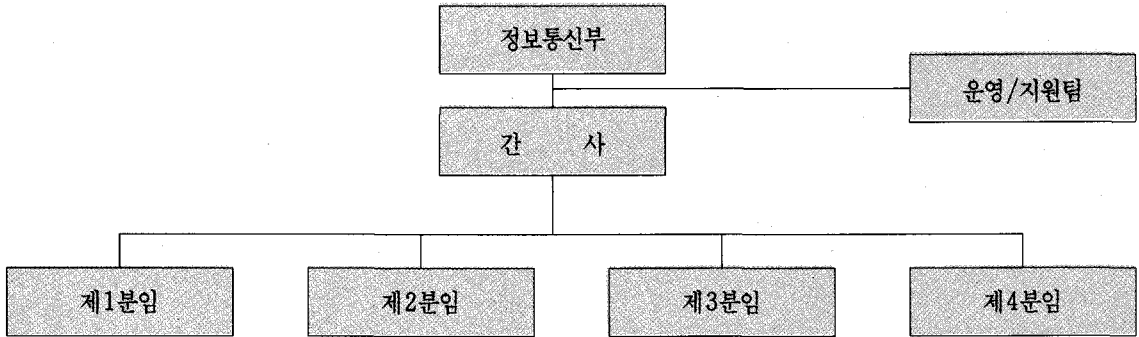 정보통신부
운영/지원팀
간 사
제1분임
제2분임
제3분임
제4분임